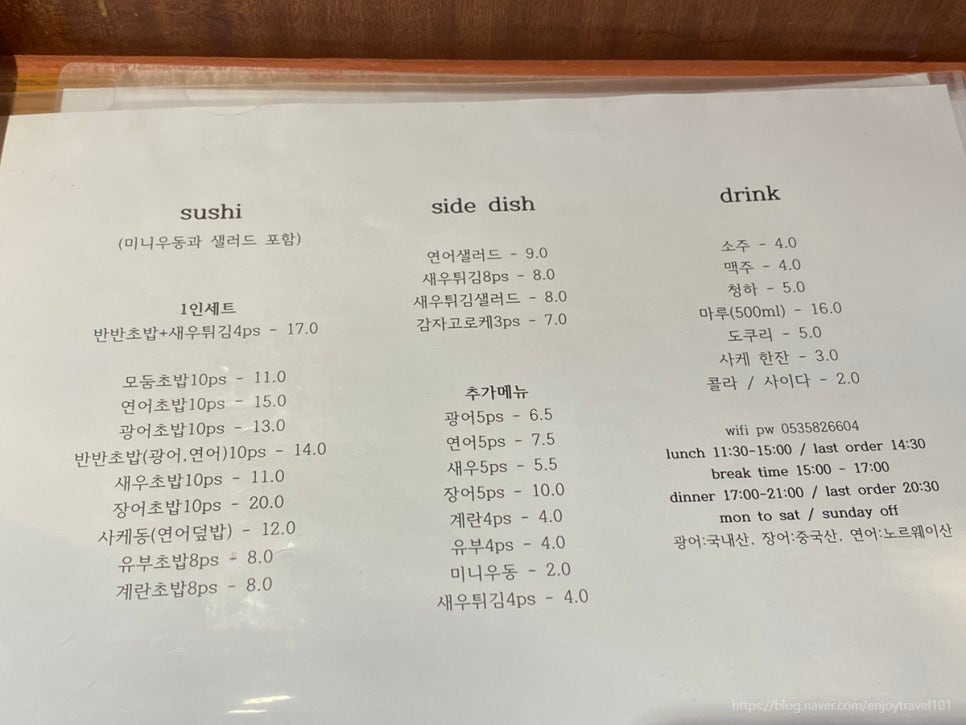 sushi
(미니우동과 샐러드 포함)
1인세트
반반초밥+새우튀김4ps - 17.0
모둠초밥10ps - 11.0
연어초밥10ps - 15.0
광어초밥10ps - 13.0
반반초밥(광어,연어)10ps - 14.0
새우초밥10ps - 11.0
장어초밥10ps - 20.0
사케동(연어덮밥) - 12.0
유부초밥8ps - 8.0
계란초밥8ps - 8.0
side dish
연어샐러드 - 9.0
새우튀김8ps - 8.0
새우튀김샐러드 - 8.0
감자고로케3ps - 7.0
추가메뉴
광어5ps - 6.5
연어5ps - 7.5
새우5ps - 5.5
장어5ps - 10.0
계란4ps - 4.0
유부4ps - 4.0
미니우동 - 2.0
새우튀김4ps - 4.0
drink
소주 - 4.0
맥주 - 4.0
청하 - 5.0
마루(500ml) - 16.0
도쿠리 - 5.0
사케 한잔 - 3.0
콜라 / 사이다 - 2.0
wifi pw 0535826604
lunch 11:30-15:00 / last order 14:30
break time 15:00 - 17:00
dinner 17:00-21:00 / last order 20:30
mon to sat / sunday off
광어:국내산, 장어:중국산, 연어:노르웨이산
https://blog.naver.com/enjoytravel101